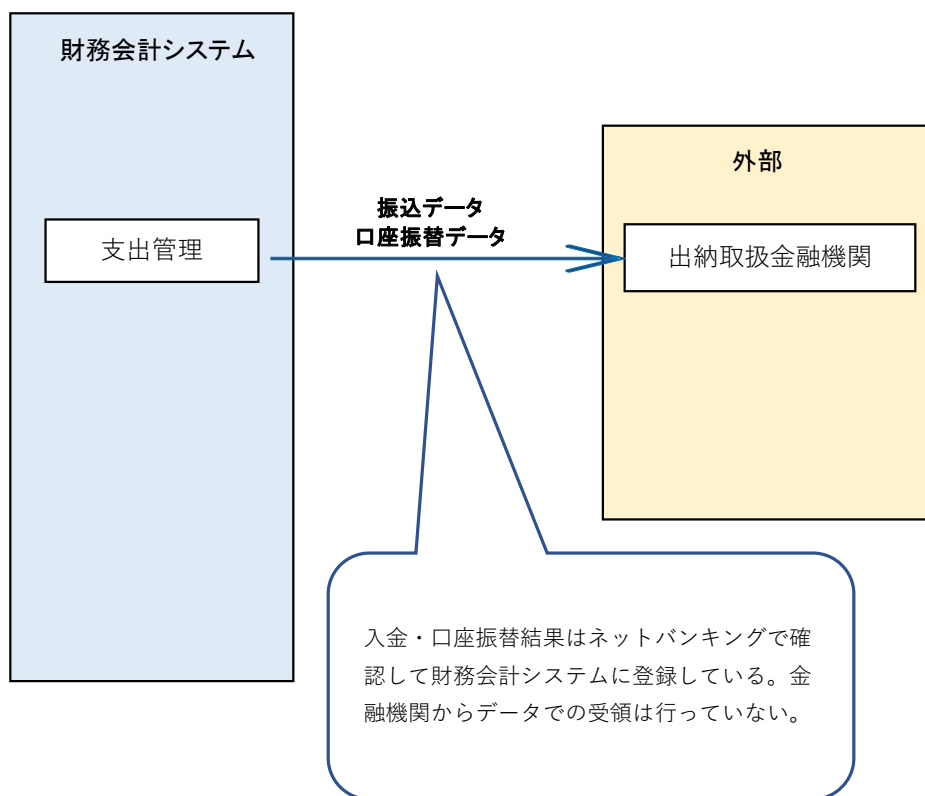 財務会計システム
外部
振込データ
口座振替データ
支出管理
出納取扱金融機関
入金・口座振替結果はネットバンキングで確
認して財務会計システムに登録している。金
融機関からデータでの受領は行っていない。